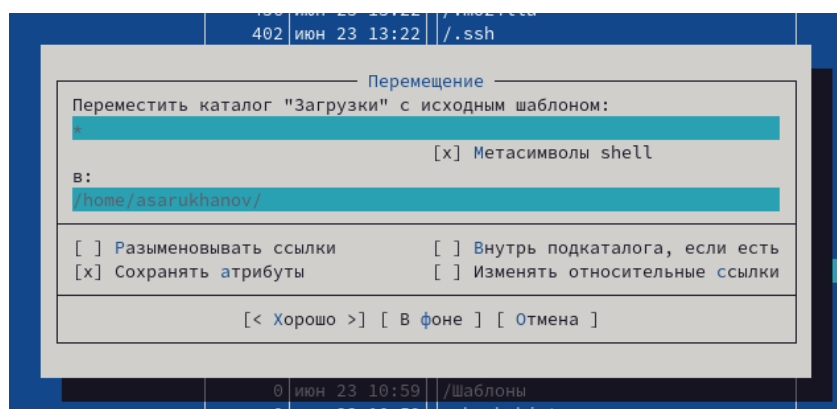 402 июн 23 13:22 /.ssh
Перемещение
Переместить каталог "Загрузки" с исходным шаблоном:
*
[x] Метасимволы shell
в:
/home/asarukhanov/
[ ] Разыменовывать ссылки [ ] Внутрь подкаталога, если есть
[x] Сохранять атрибуты [ ] Изменять относительные ссылки
[< Хорошо >] [ В фоне ] [ Отмена ]
0 июн 23 10:59 /Шаблоны